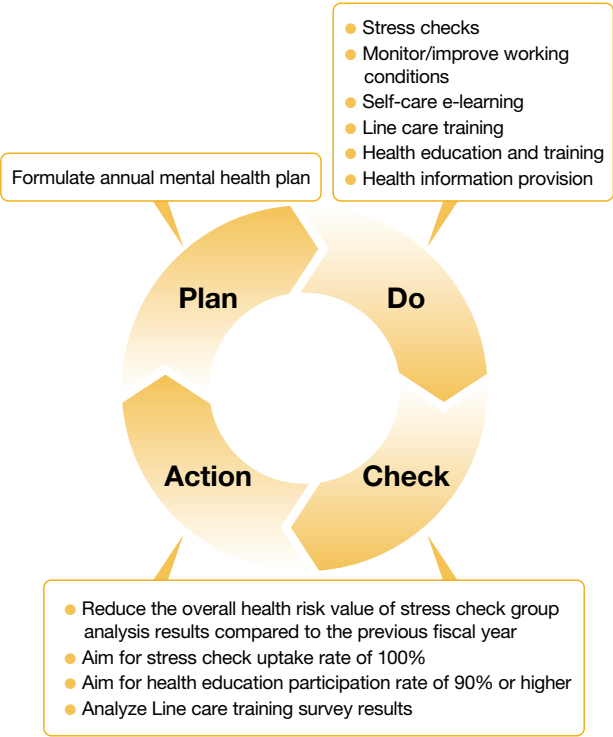 ● Stress checks
● Monitor/improve working
conditions
● Self-care e-learning
● Line care training
● Health education and training
● Health information provision
Formulate annual mental health plan
Plan
Do
Action
Check
● Reduce the overall health risk value of stress check group
analysis results compared to the previous fiscal year
● Aim for stress check uptake rate of 100%
● Aim for health education participation rate of 90% or higher
● Analyze Line care training survey results